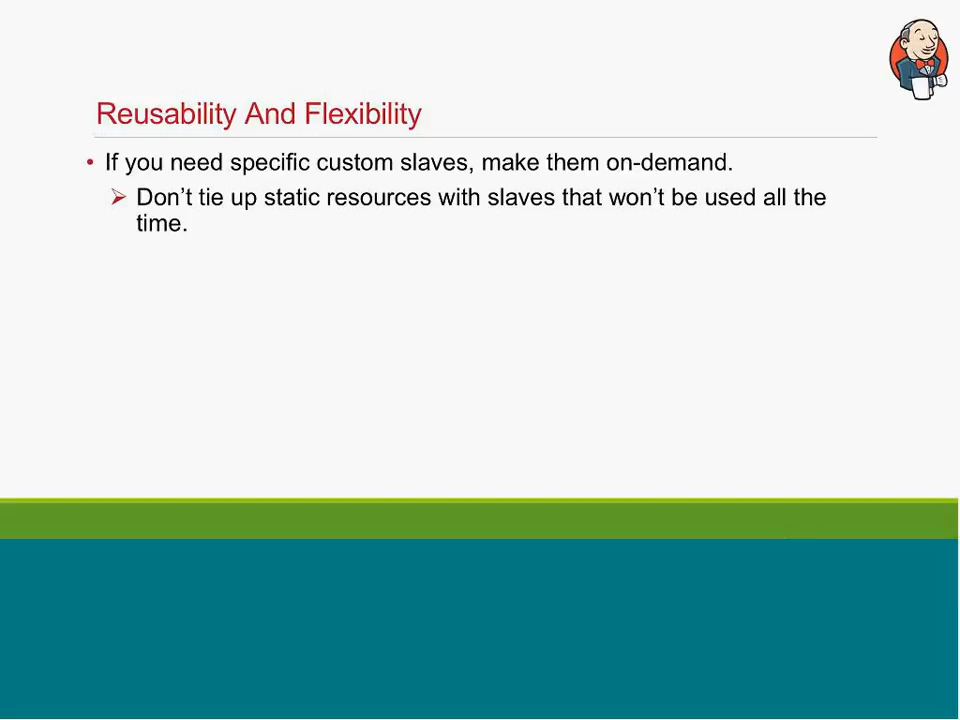 Reusability And Flexibility
• If you need specific custom slaves, make them on-demand.
➢ Don’t tie up static resources with slaves that won’t be used all the
time.